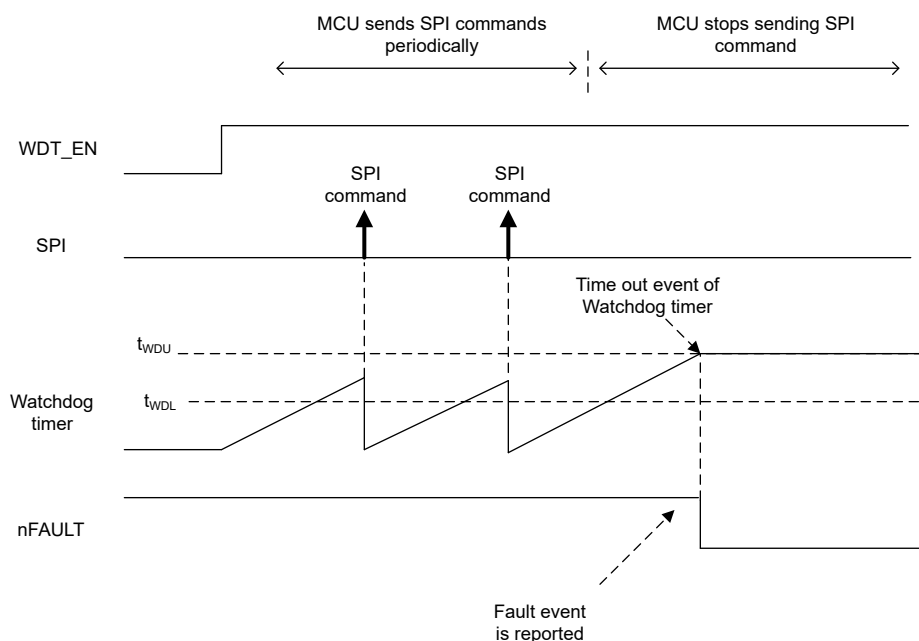 MCU sends SPI commands
periodically
MCU stops sending SPI
command
WDT_EN
SPI
command
SPI
command
SPI
Time out event of
Watchdog timer
tWDU
tWDL
Watchdog
timer
nFAULT
Fault event
is reported